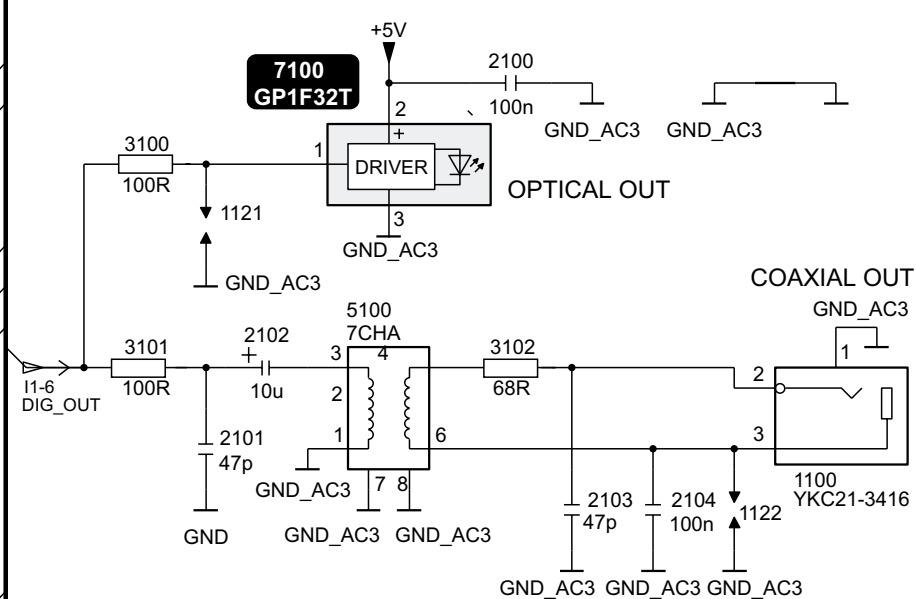 +5V
7100
GP1F32T
2100
100n
2
GND_AC3
GND_AC3
+
3100
100R
1
DRIVER
OPTICAL OUT
1121
3
GND_AC3
GND_AC3
COAXIAL OUT
GND_AC3
5100
7CHA
2102
+
10u
3101
100R
3
4
2
1
3102
68R
1
2
I1-6
DIG_OUT
2101
47p
6
3
GND_AC3
7
8
1100
YKC21-3416
2103
47p
2104
100n
1122
GND
GND_AC3
GND_AC3
GND_AC3
GND_AC3
GND_AC3